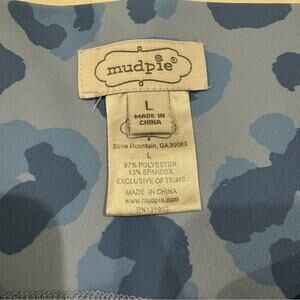 mudpie®
L
MADE IN
CHINA
Stone Mountain, GA 30083
L
87% POLYESTER
13% SPANDEX
EXCLUSIVE OF TRIMS
MADE IN CHINA
www.mudpie.com